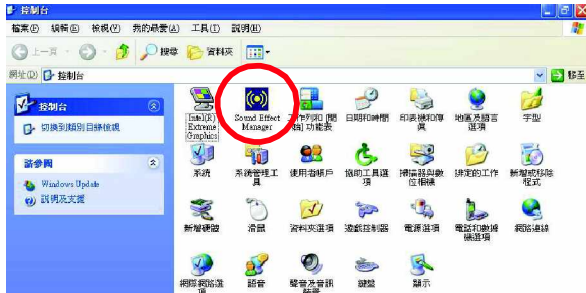 控制台
檔案(F) 編輯(E) 檢視(V) 我的最愛(A) 工具(T) 說明(H)
上一頁 搜尋 資料夾
網址(D) 控制台 移至
控制台
切換到類別目錄檢視
請參閱
Windows Update
說明及支援
Intel(R) Extreme Graphics
Sound Effect Manager
工作列和 [開始] 功能表
日期和時間
印表機和傳真
地區及語言選項
字型
系統
系統管理工具
使用者帳戶
協助工具選項
掃描器與數位相機
排定的工作
新增或移除程式
新增硬體
滑鼠
資料夾選項
遊戲控制器
電源選項
電話和數據機選項
網路連線
網際網路選項
語音
聲音及音訊裝置
鍵盤
顯示